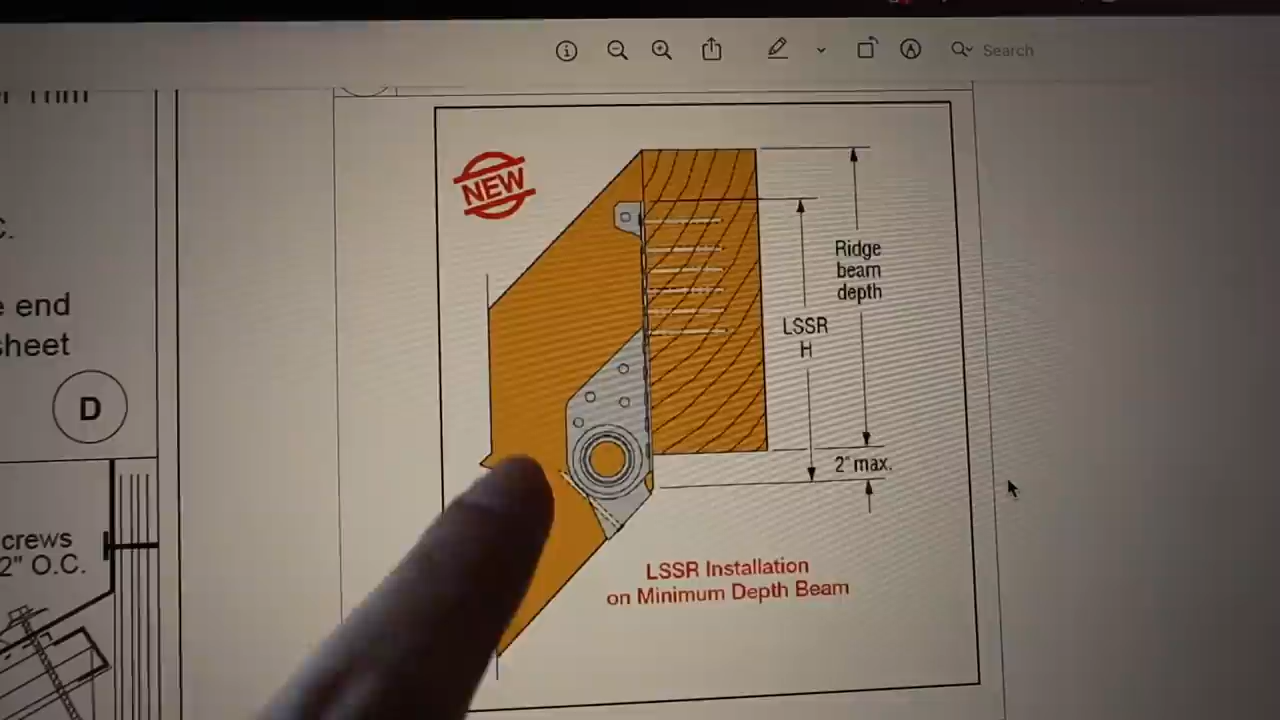 Search
C.
e end
sheet
D
crews
2" O.C.
NEW
Ridge
beam
depth
LSSR
H
2" max.
LSSR Installation
on Minimum Depth Beam